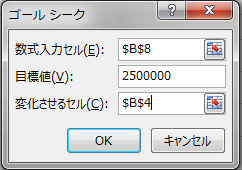 ゴール シーク
数式入力セル(E): $B$8
目標値(V): 2500000
変化させるセル(C): $B$4
OK キャンセル